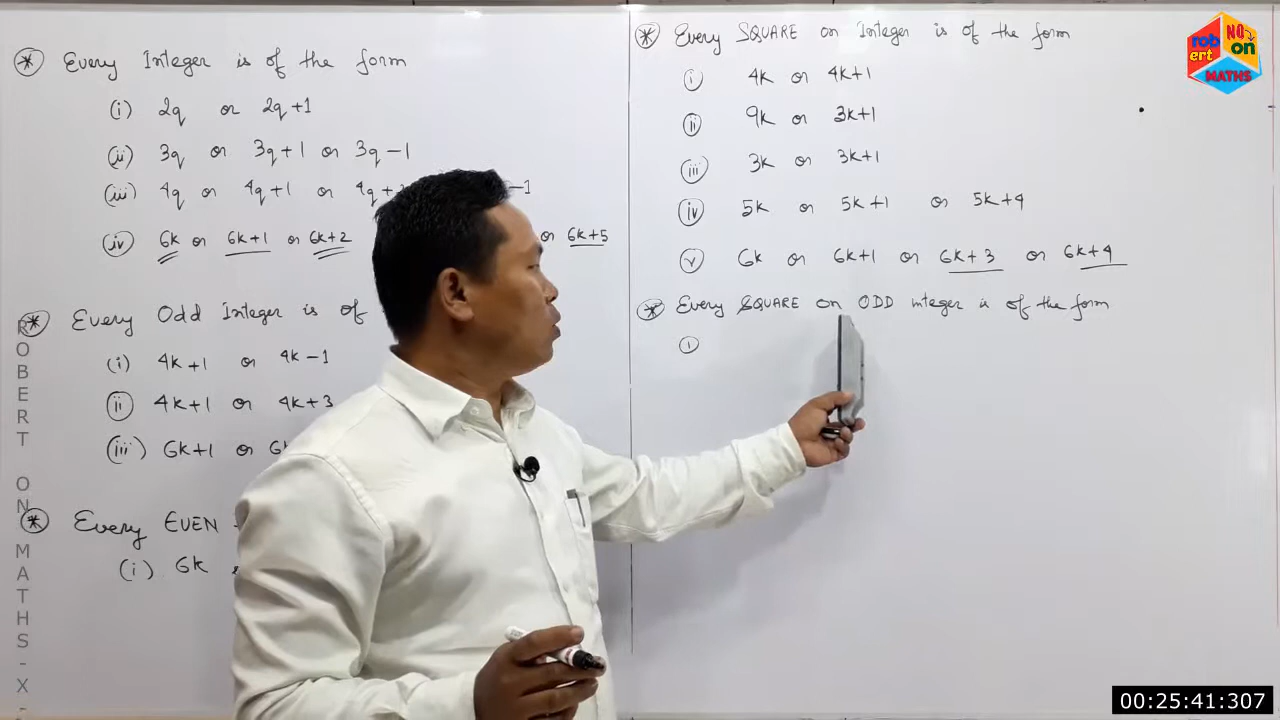 * Every Integer is of the form
(i) 2q or 2q+1
(ii) 3q or 3q+1 or 3q-1
(iii) 4q or 4q+1 or 4q+ -1
(iv) 6k or 6k+1 or 6k+2 or 6k+5
* Every Odd Integer is of
(i) 4k+1 or 4k-1
(ii) 4k+1 or 4k+3
(iii) 6k+1 or 6k
* Every EVEN
(i) 6k
* Every SQUARE on Integer is of the form
(i) 4k or 4k+1
(ii) 9k or 3k+1
(iii) 3k or 3k+1
(iv) 5k or 5k+1 or 5k+4
(v) 6k or 6k+1 or 6k+3 or 6k+4
* Every SQUARE on ODD integer is of the form
(i)
robert NO on MATHS
ROBERT ON MATHS-X-
00:25:41:307